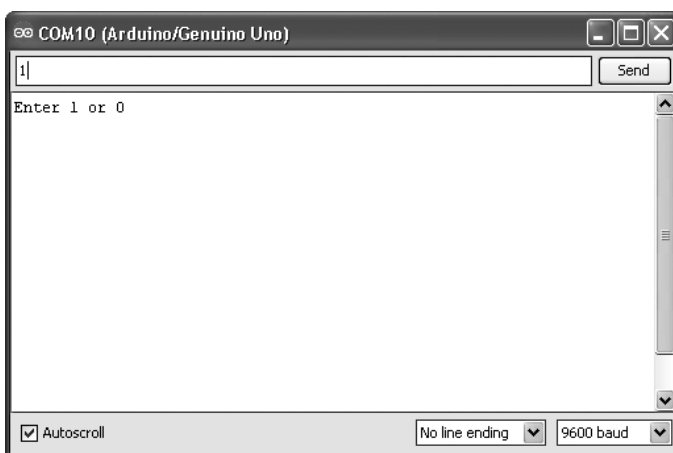 COM10 (Arduino/Genuino Uno)
1
Send
Enter 1 or 0
Autoscroll
No line ending
9600 baud